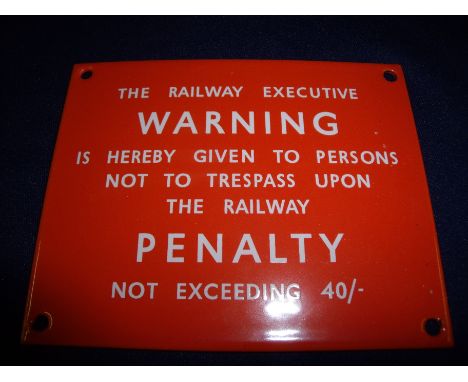 THE RAILWAY EXECUTIVE
WARNING
IS HEREBY GIVEN TO PERSONS
NOT TO TRESPASS UPON
THE RAILWAY
PENALTY
NOT EXCEEDING 40/-